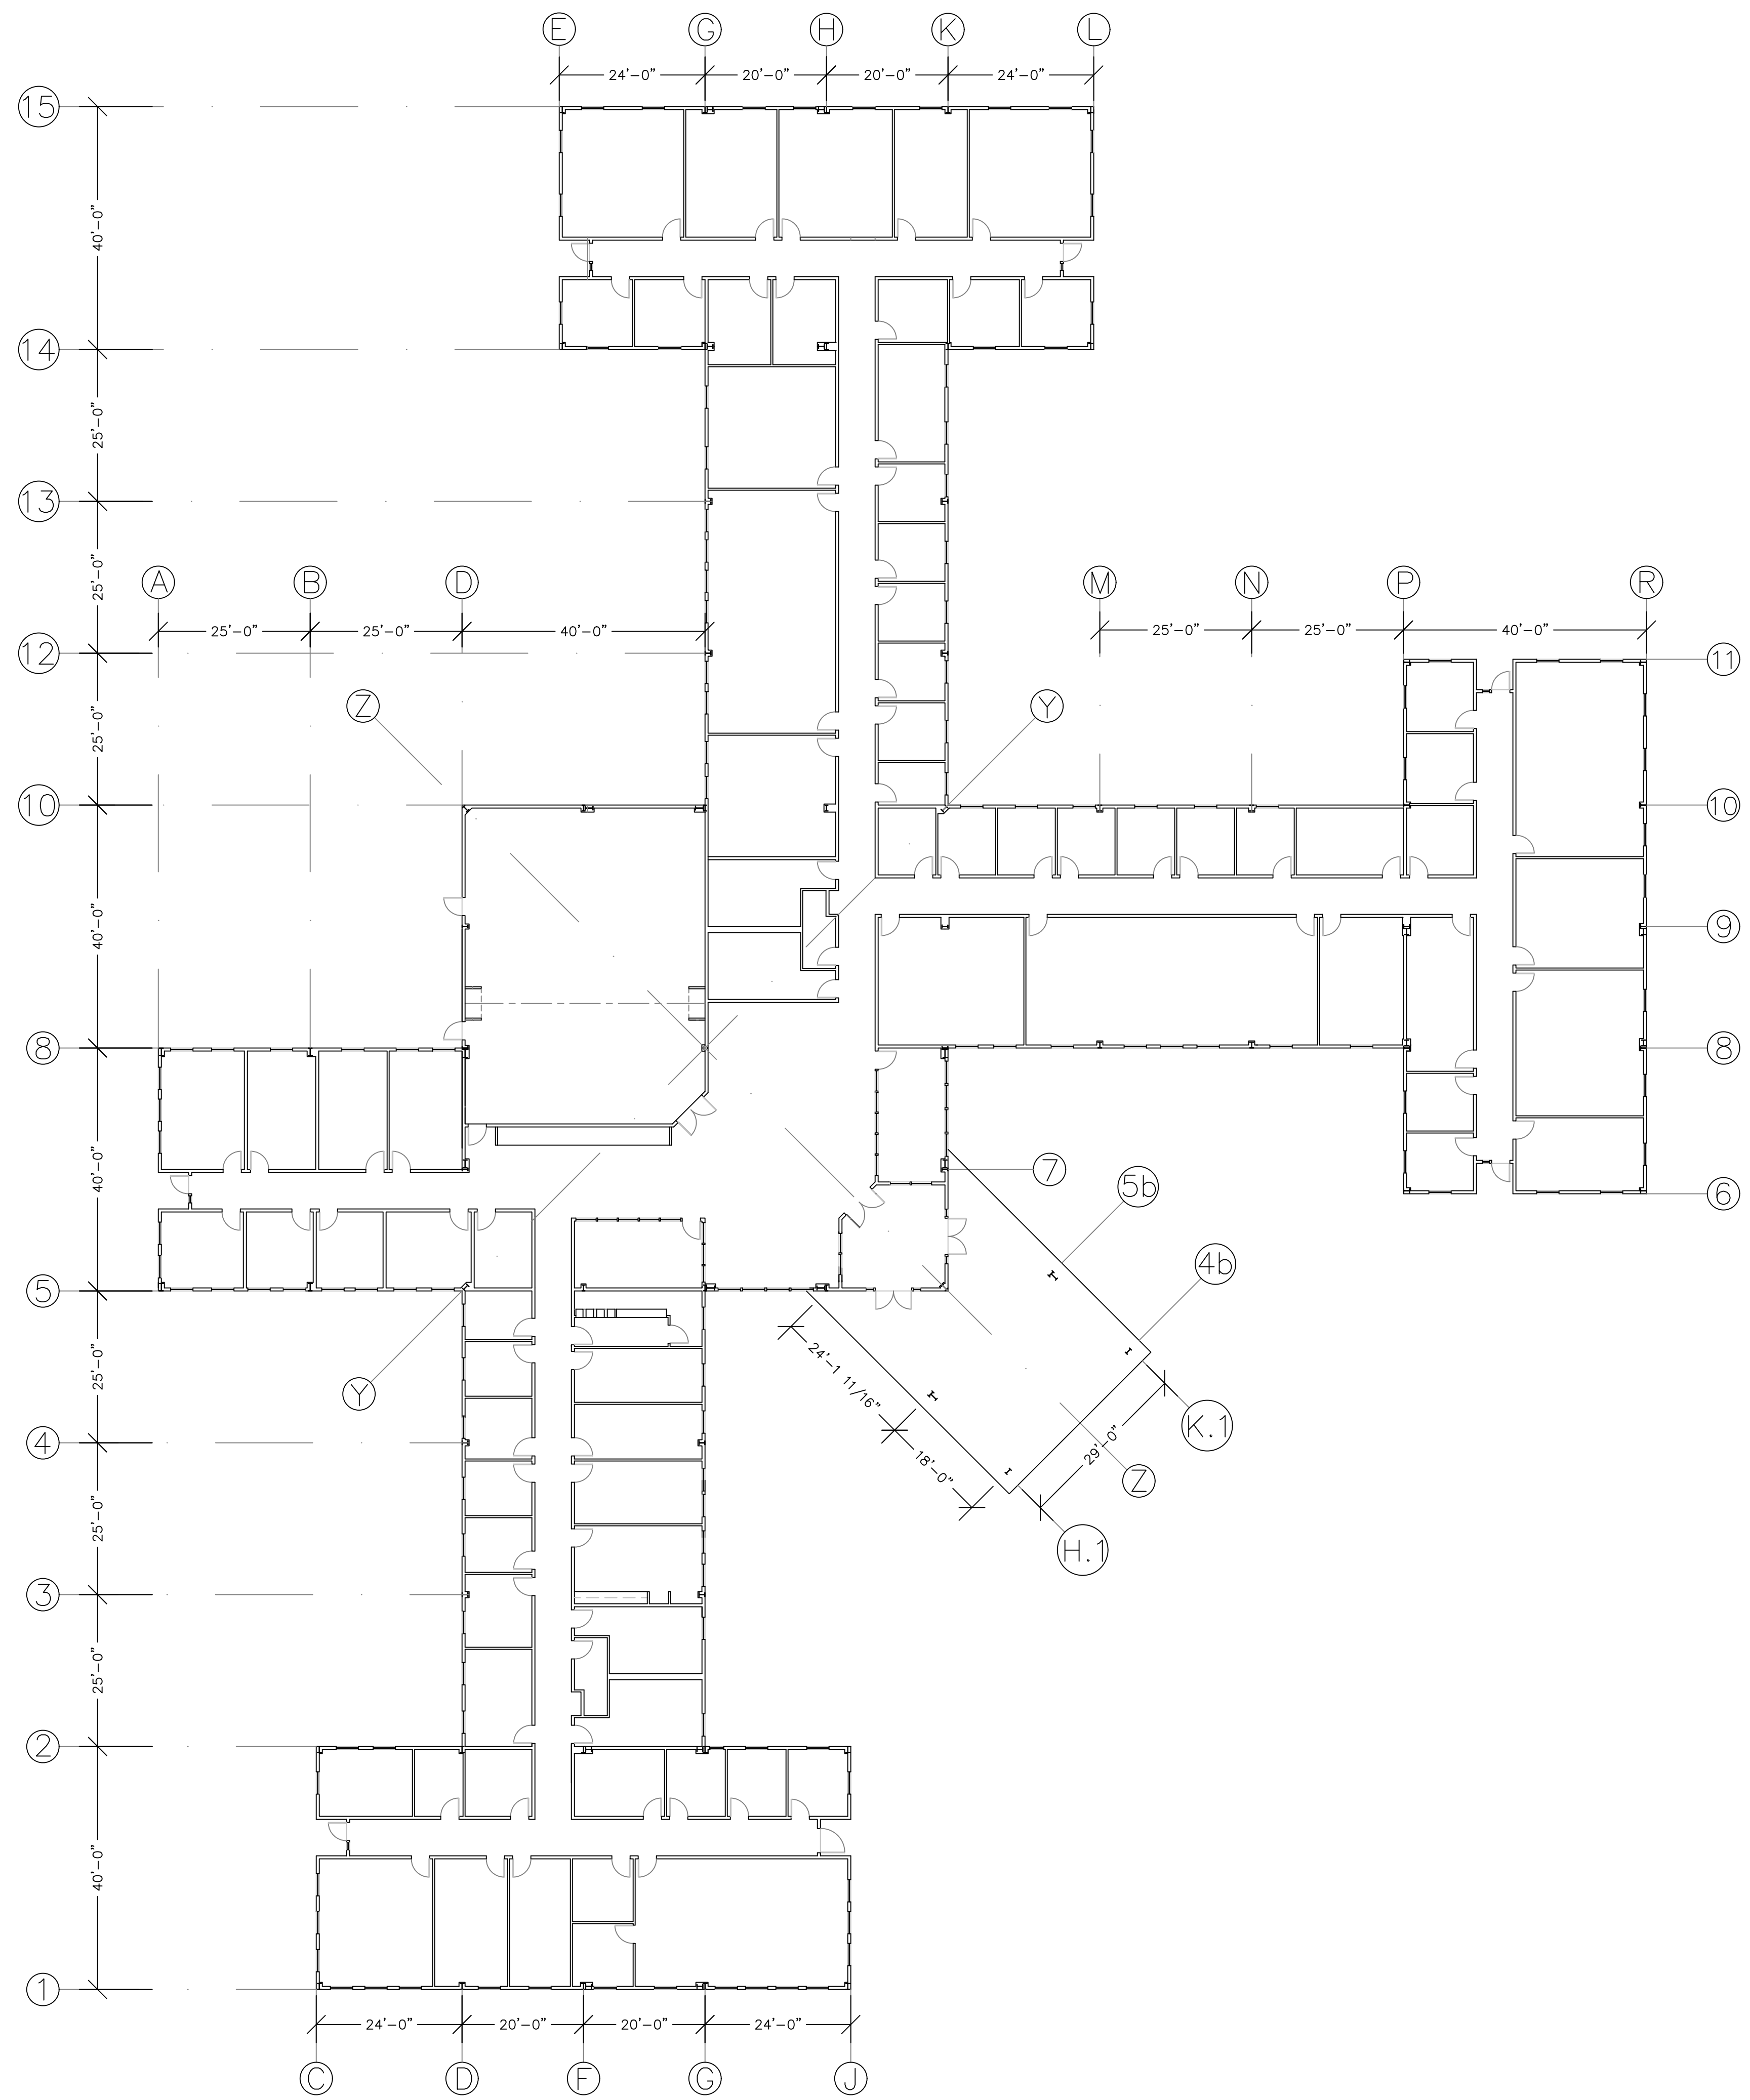 E G H K L
24'-0" 20'-0" 20'-0" 24'-0"
15
40'-0"
14
25'-0"
13
25'-0"
A B D M N P R
25'-0" 25'-0" 40'-0" 25'-0" 25'-0" 40'-0"
12 11
Z Y
25'-0"
10 10
40'-0" 9
8 8
7
40'-0" 5b 6
4b
5
24'-1 11/16"
25'-0"
Y K.1
4 18'-0" 29'-0" Z
H.1
25'-0"
3
25'-0"
2
40'-0"
1
24'-0" 20'-0" 20'-0" 24'-0"
C D F G J